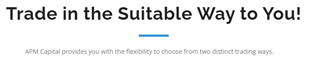 Trade in the Suitable Way to You!
APM Capital provides you with the flexibility to choose from two distinct trading ways.